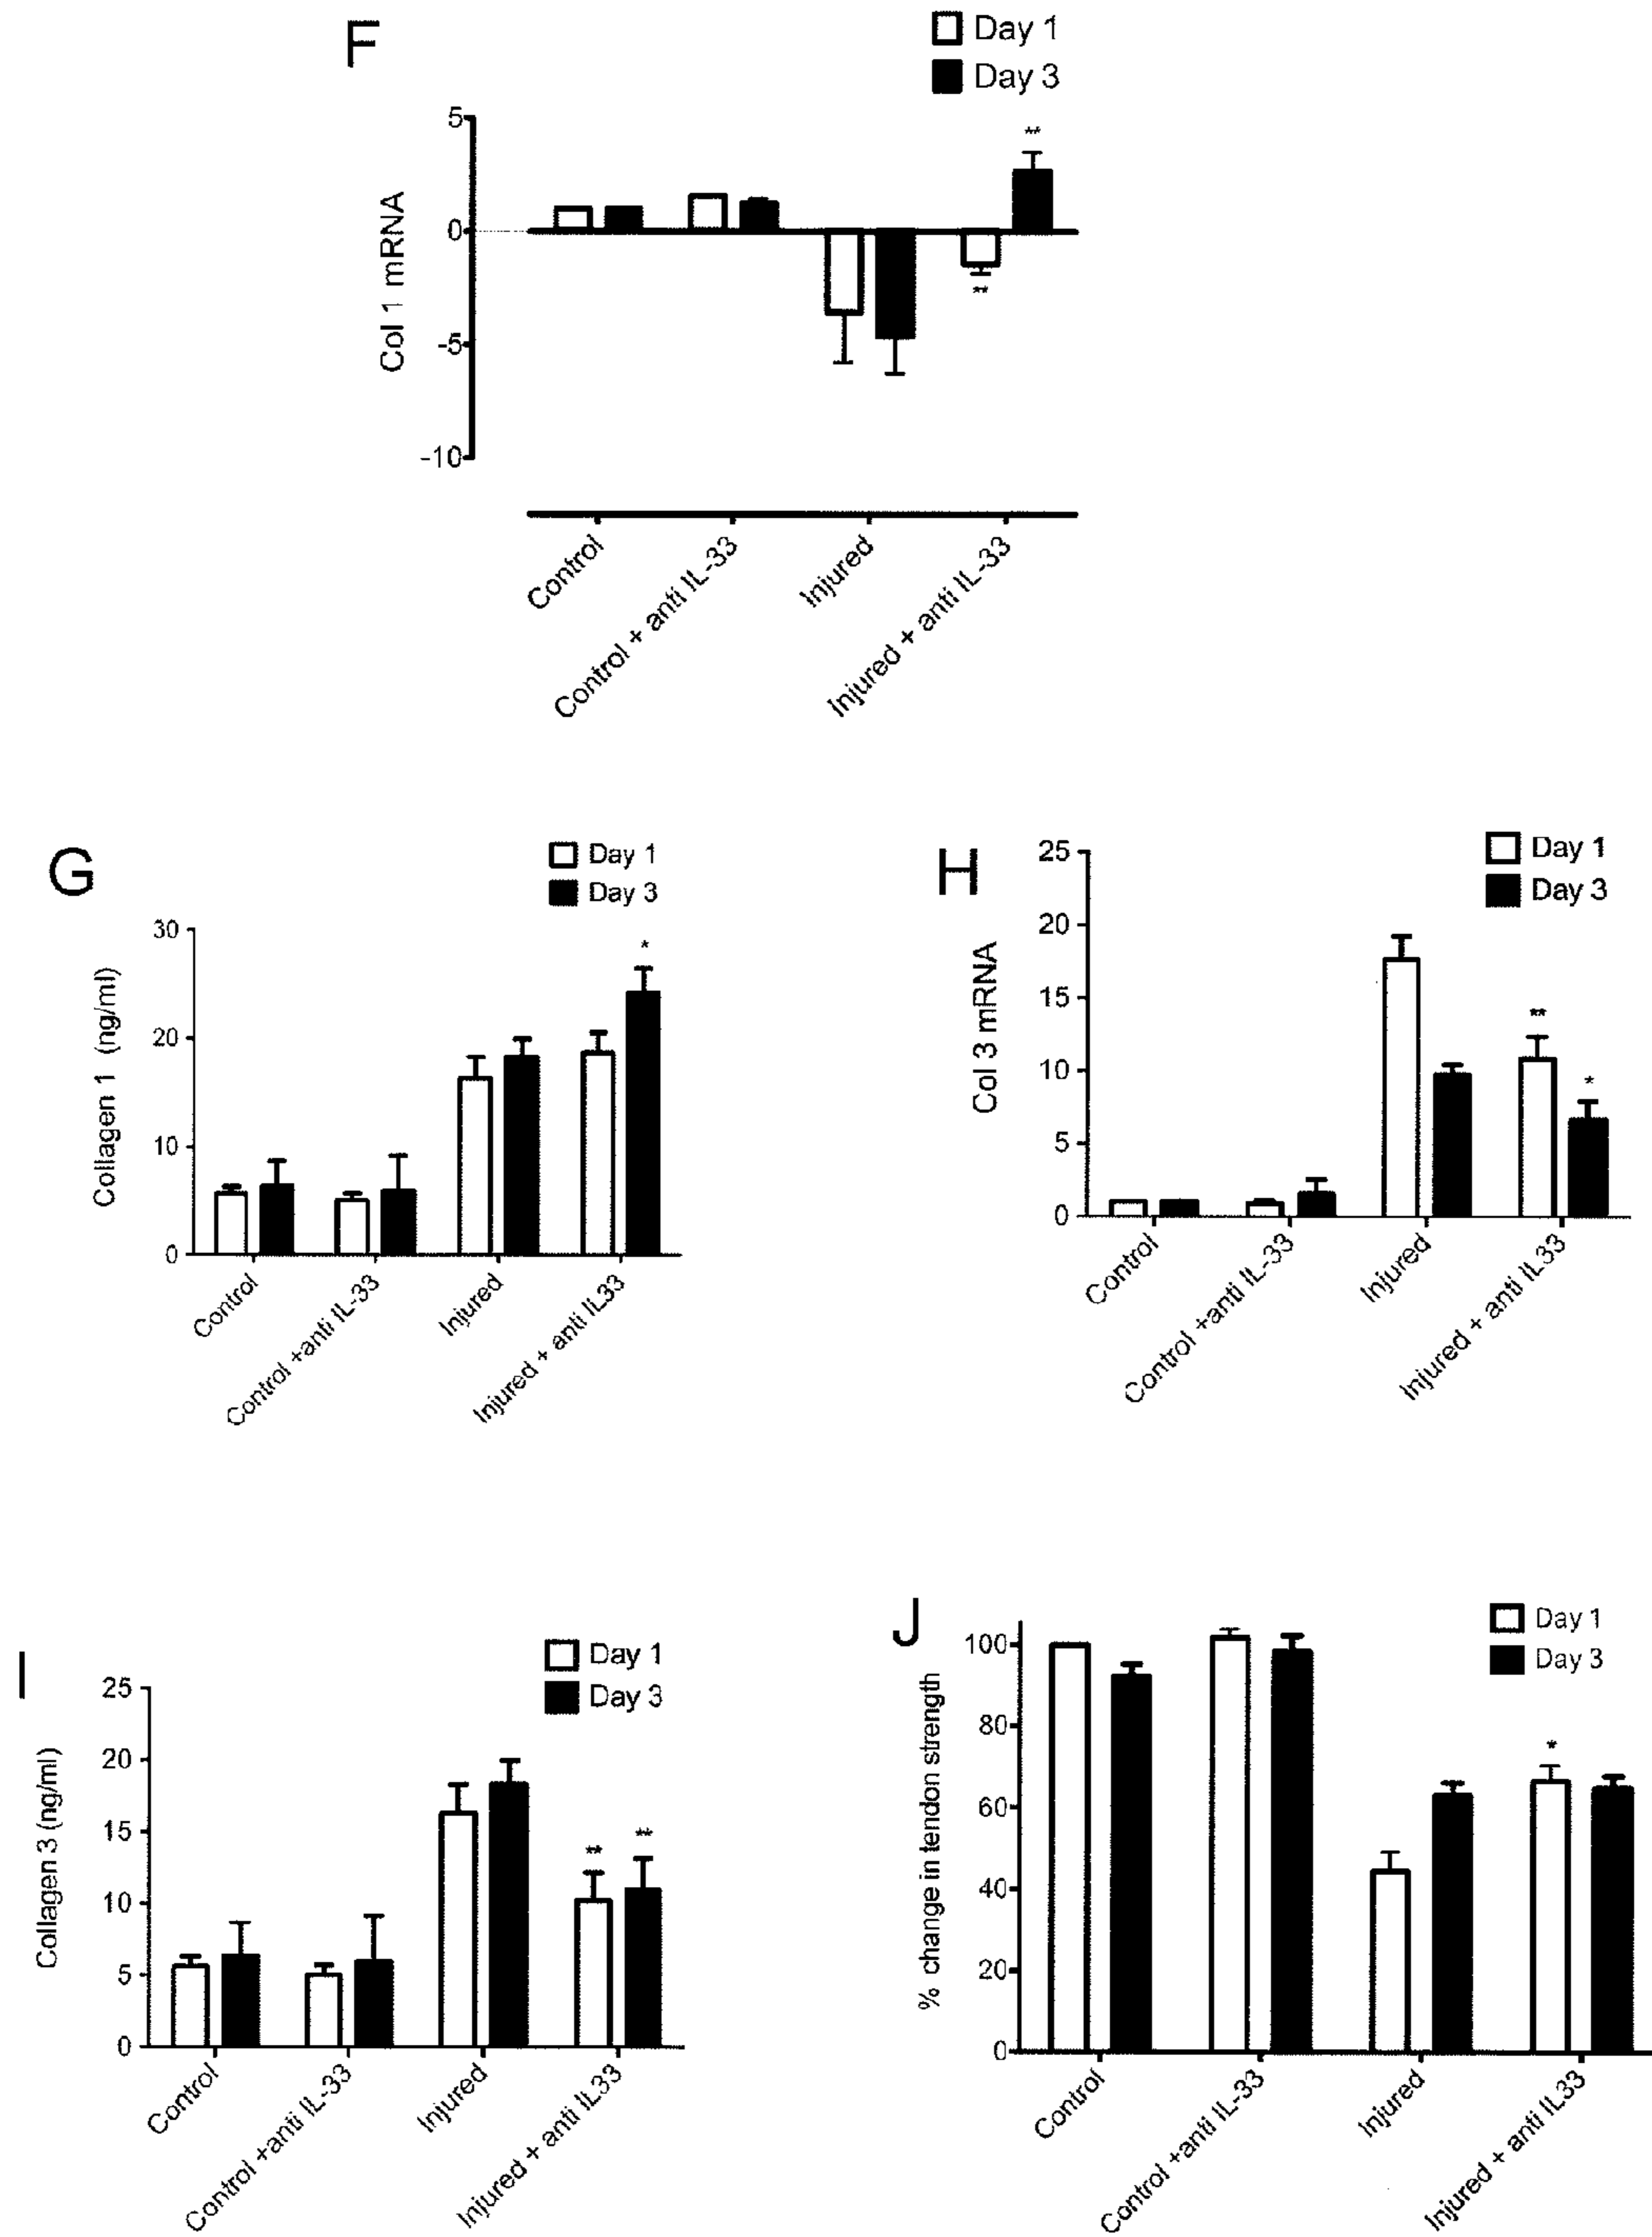 F
Day 1
Day 3
Col 1 mRNA
5
0
-5
-10
**
**
Control
Control + anti IL-33
Injured
Injured + anti IL-33
G
Day 1
Day 3
Collagen 1 (ng/ml)
30
20
10
0
*
Control
Control +anti IL-33
Injured
Injured + anti IL33
H
Day 1
Day 3
Col 3 mRNA
25
20
15
10
5
0
**
*
Control
Control +anti IL-33
Injured
Injured + anti IL33
I
Day 1
Day 3
Collagen 3 (ng/ml)
25
20
15
10
5
0
**
**
Control
Control +anti IL-33
Injured
Injured + anti IL33
J
Day 1
Day 3
% change in tendon strength
100
80
60
40
20
0
*
Control
Control +anti IL-33
Injured
Injured + anti IL33